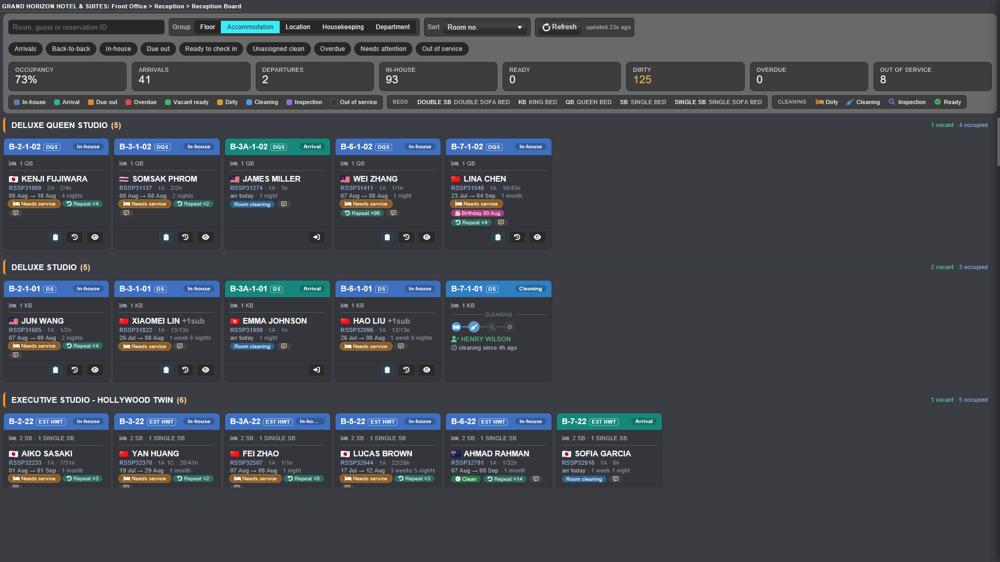 GRAND HORIZON HOTEL & SUITES: Front Office > Reception > Reception Board
Room, guest or reservation ID
Group Floor Accommodation Location Housekeeping Department
Sort Room no.
Refresh updated 23s ago
Arrivals Back-to-back In-house Due out Ready to check in Unassigned clean Overdue Needs attention Out of service
OCCUPANCY ARRIVALS DEPARTURES IN-HOUSE READY DIRTY OVERDUE OUT OF SERVICE
73% 41 2 93 0 125 0 8
In-house Arrival Due out Overdue Vacant ready Dirty Cleaning Inspection Out of service
BEDS DOUBLE SB DOUBLE SOFA BED KB KING BED QB QUEEN BED SB SINGLE BED SINGLE SB SINGLE SOFA BED
CLEANING Dirty Cleaning Inspection Ready
DELUXE QUEEN STUDIO (5)
1 vacant · 4 occupied
B-2-1-02 DQS In-house
1 QB
KENJI FUJIWARA
RSSP31000 · 2A · 2/4n
06 Aug → 10 Aug · 4 nights
Needs service Repeat ×4
B-3-1-02 DQS In-house
1 QB
SOMSAK PHROM
RSSP31137 · 1A · 2/2n
06 Aug → 08 Aug · 2 nights
Needs service Repeat ×2
B-3A-1-02 DQS Arrival
1 QB
JAMES MILLER
RSSP31274 · 1A · 1n
arr today · 1 night
Room cleaning
B-6-1-02 DQS In-house
1 QB
WEI ZHANG
RSSP31411 · 1A · 1/1n
07 Aug → 08 Aug · 1 night
Needs service
Repeat ×96
B-7-1-02 DQS In-house
1 QB
LINA CHEN
RSSP31548 · 1A · 16/43n
23 Jul → 04 Sep · 1 month
Needs service
Birthday 30 Aug
Repeat ×4
DELUXE STUDIO (5)
2 vacant · 3 occupied
B-2-1-01 DS In-house
1 KB
JUN WANG
RSSP31685 · 1A · 1/2n
07 Aug → 09 Aug · 2 nights
Needs service Repeat ×4
B-3-1-01 DS In-house
1 KB
XIAOMEI LIN +1sub
RSSP31822 · 1A · 13/13n
26 Jul → 08 Aug · 1 week 6 nights
Needs service
B-3A-1-01 DS Arrival
1 KB
EMMA JOHNSON
RSSP31959 · 1A · 1n
arr today · 1 night
Room cleaning
B-6-1-01 DS In-house
1 KB
HAO LIU +1sub
RSSP32096 · 1A · 13/13n
26 Jul → 08 Aug · 1 week 6 nights
Needs service
B-7-1-01 DS Cleaning
1 KB
CLEANING
HENRY WILSON
cleaning since 4h ago
EXECUTIVE STUDIO - HOLLYWOOD TWIN (6)
1 vacant · 5 occupied
B-2-22 EST HWT In-house
2 SB · 1 SINGLE SB
AIKO SASAKI
RSSP32233 · 1A · 7/31n
01 Aug → 01 Sep · 1 month
Needs service Repeat ×3
B-3-22 EST HWT In-house
2 SB · 1 SINGLE SB
YAN HUANG
RSSP32370 · 1A 1C · 20/41n
19 Jul → 29 Aug · 1 month
Needs service Repeat ×2
B-3A-22 EST HWT In-ho...
2 SB · 1 SINGLE SB
FEI ZHAO
RSSP32507 · 1A · 1/1n
07 Aug → 08 Aug · 1 night
Needs service Repeat ×5
B-5-22 EST HWT In-house
2 SB · 1 SINGLE SB
LUCAS BROWN
RSSP32644 · 1A · 22/26n
17 Jul → 12 Aug · 3 weeks 5 nights
Needs service Repeat ×3
B-6-22 EST HWT In-house
2 SB · 1 SINGLE SB
AHMAD RAHMAN
RSSP32781 · 1A · 1/32n
07 Aug → 08 Sep · 1 month
Clean Repeat ×14
B-7-22 EST HWT Arrival
2 SB · 1 SINGLE SB
SOFIA GARCIA
RSSP32918 · 1A · 8n
arr today · 1 week 1 night
Room cleaning